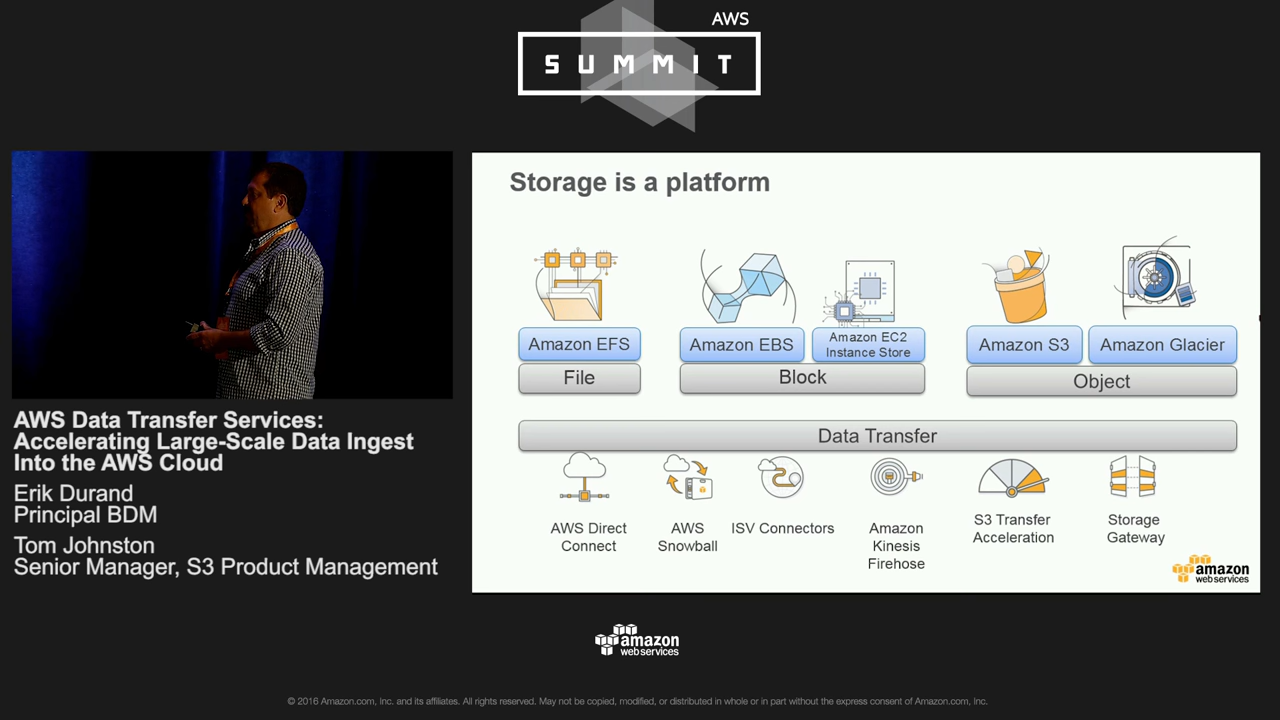 AWS
SUMMIT
Storage is a platform
Amazon EFS
Amazon EBS
Amazon EC2
Instance Store
Amazon S3
Amazon Glacier
File
Block
Object
Data Transfer
AWS Direct
Connect
AWS
Snowball
ISV Connectors
Amazon
Kinesis
Firehose
S3 Transfer
Acceleration
Storage
Gateway
amazon
web services
AWS Data Transfer Services:
Accelerating Large-Scale Data Ingest
Into the AWS Cloud
Erik Durand
Principal BDM
Tom Johnston
Senior Manager, S3 Product Management
amazon
web services
© 2016 Amazon.com, Inc. and its affiliates. All rights reserved. May not be copied, modified, or distributed in whole or in part without the express consent of Amazon.com, Inc.